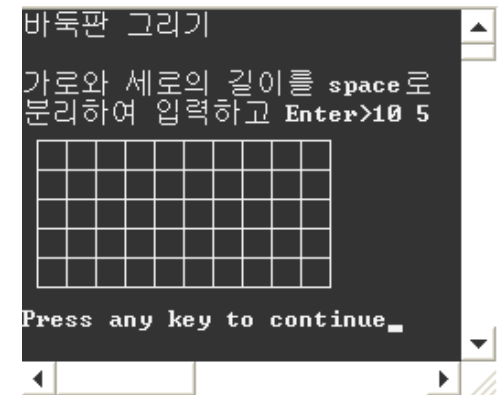 바둑판 그리기
가로와 세로의 길이를 space로
분리하여 입력하고 Enter>10 5
Press any key to continue_